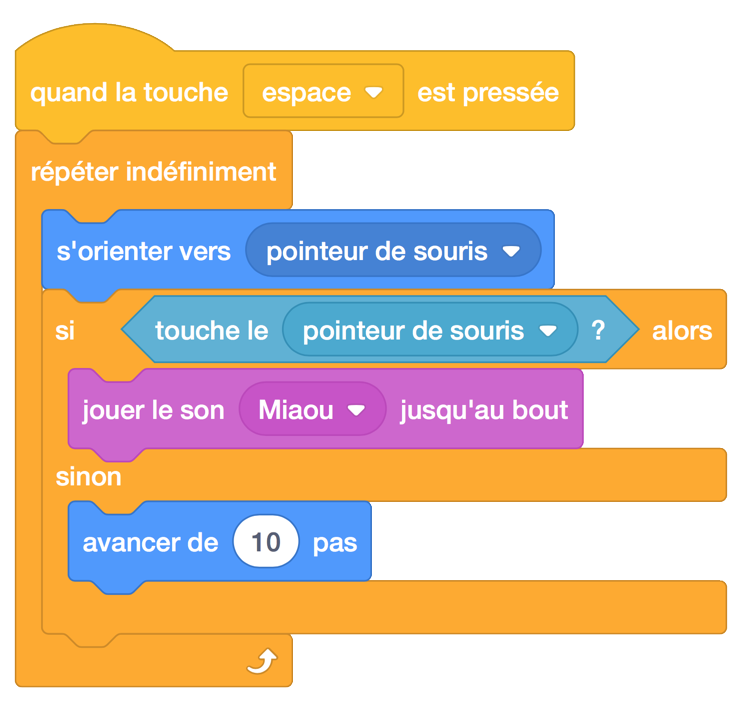 quand la touche espace est pressée
répéter indéfiniment
s'orienter vers pointeur de souris
si touche le pointeur de souris ? alors
jouer le son Miaou jusqu'au bout
sinon
avancer de 10 pas